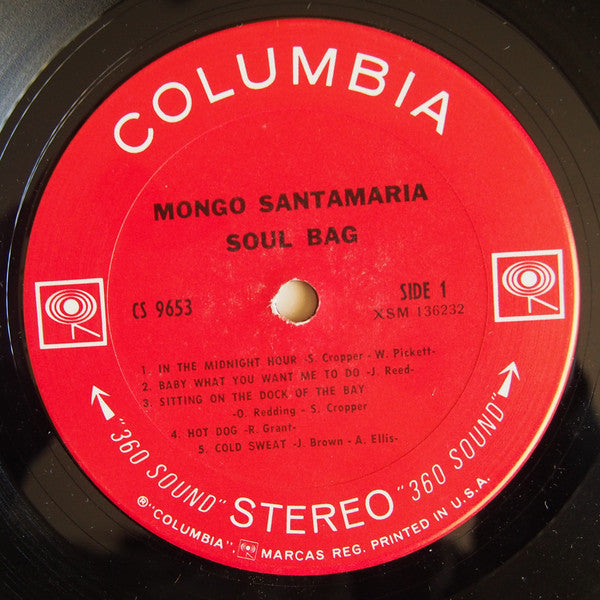 COLUMBIA
MONGO SANTAMARIA
SOUL BAG
CS 9653
SIDE 1
XSM 136232
1. IN THE MIDNIGHT HOUR -S. Cropper - W. Pickett-
2. BABY WHAT YOU WANT ME TO DO -J. Reed-
3. SITTING ON THE DOCK OF THE BAY
-O. Redding - S. Cropper
4. HOT DOG -R. Grant-
5. COLD SWEAT -J. Brown - A. Ellis-
"360 SOUND" STEREO "360 SOUND"
®"COLUMBIA", MARCAS REG. PRINTED IN U.S.A.